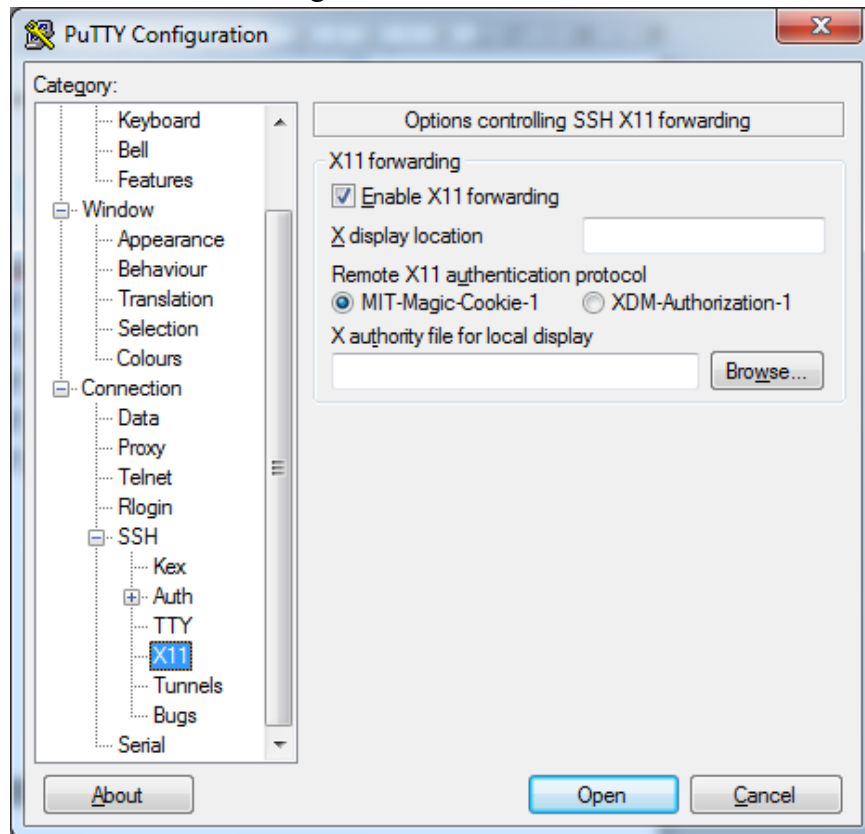 PuTTY Configuration
X
Category:
Keyboard
Bell
Features
Window
Appearance
Behaviour
Translation
Selection
Colours
Connection
Data
Proxy
Telnet
Rlogin
SSH
Kex
Auth
TTY
X11
Tunnels
Bugs
Serial
Options controlling SSH X11 forwarding
X11 forwarding
Enable X11 forwarding
X display location
Remote X11 authentication protocol
MIT-Magic-Cookie-1 XDM-Authorization-1
X authority file for local display
Browse...
About Open Cancel